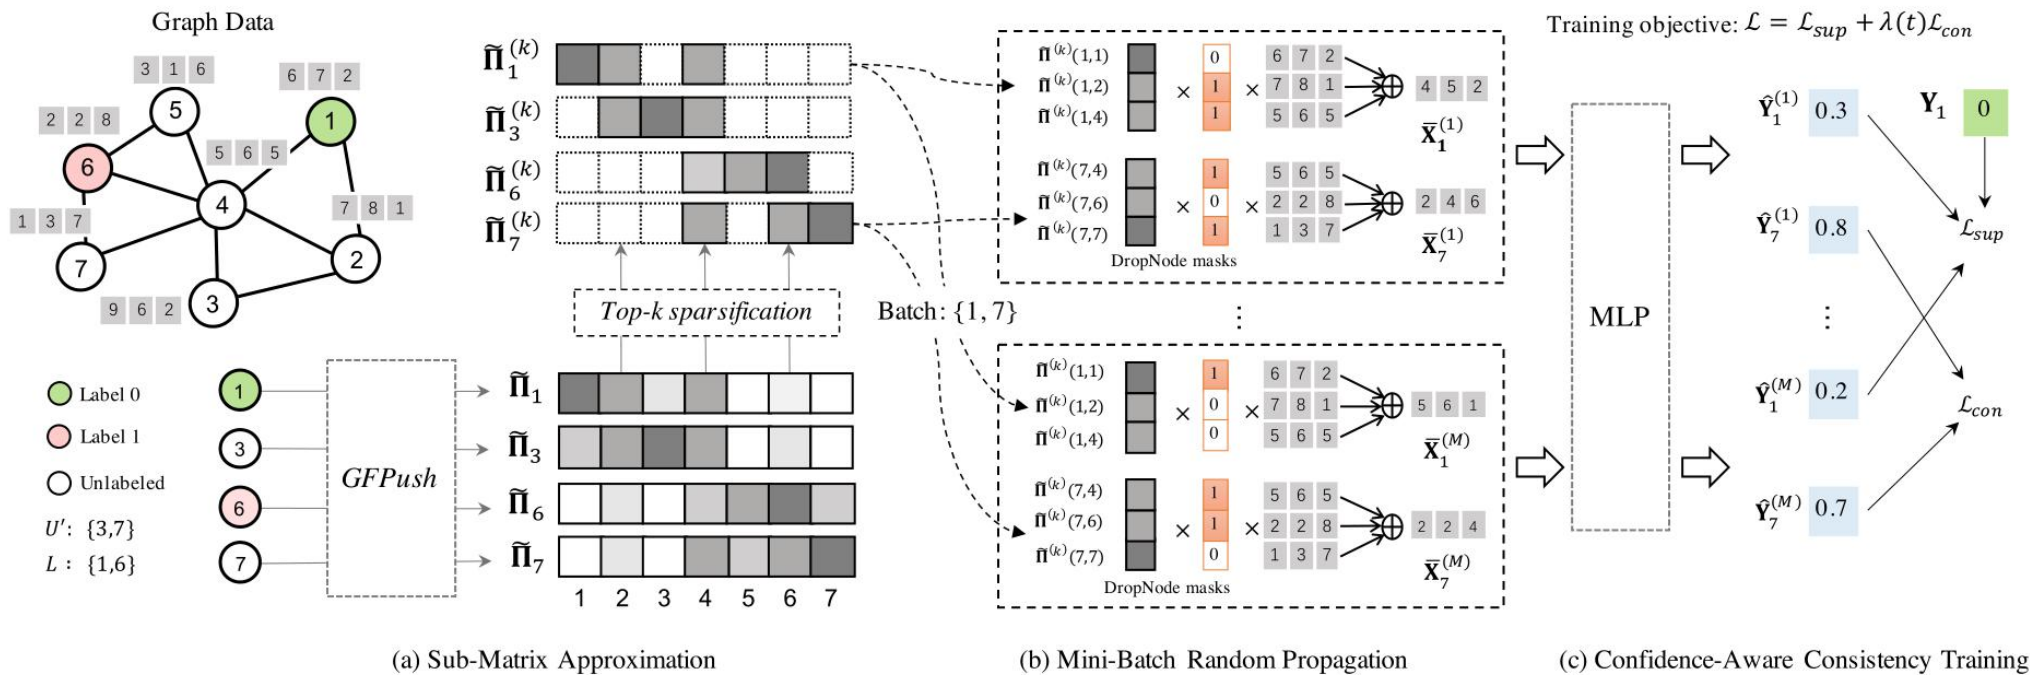 Graph Data
3 1 6
6 7 2
5
1
2 2 8
5 6 5
6
4
7 8 1
1 3 7
7
2
3
9 6 2
Label 0
Label 1
Unlabeled
U′: {3,7}
L : {1,6}
1
3
6
7
GFPush
Π̃₁⁽ᵏ⁾
Π̃₃⁽ᵏ⁾
Π̃₆⁽ᵏ⁾
Π̃₇⁽ᵏ⁾
Top-k sparsification
Π̃₁
Π̃₃
Π̃₆
Π̃₇
1 2 3 4 5 6 7
Batch: {1, 7}
Π̃⁽ᵏ⁾(1,1) 0 6 7 2
Π̃⁽ᵏ⁾(1,2) × 1 × 7 8 1 ⊕ 4 5 2
Π̃⁽ᵏ⁾(1,4) 1 5 6 5
X̅₁⁽¹⁾
Π̃⁽ᵏ⁾(7,4) 1 5 6 5
Π̃⁽ᵏ⁾(7,6) × 0 × 2 2 8 ⊕ 2 4 6
Π̃⁽ᵏ⁾(7,7) 1 1 3 7
X̅₇⁽¹⁾
DropNode masks
⋮
Π̃⁽ᵏ⁾(1,1) 1 6 7 2
Π̃⁽ᵏ⁾(1,2) × 0 × 7 8 1 ⊕ 5 6 1
Π̃⁽ᵏ⁾(1,4) 0 5 6 5
X̅₁⁽ᴹ⁾
Π̃⁽ᵏ⁾(7,4) 1 5 6 5
Π̃⁽ᵏ⁾(7,6) × 1 × 2 2 8 ⊕ 2 2 4
Π̃⁽ᵏ⁾(7,7) 0 1 3 7
X̅₇⁽ᴹ⁾
DropNode masks
MLP
Training objective: ℒ = ℒ_sup + λ(t)ℒ_con
Ŷ₁⁽¹⁾ 0.3
Y₁ 0
Ŷ₇⁽¹⁾ 0.8
ℒ_sup
⋮
Ŷ₁⁽ᴹ⁾ 0.2
ℒ_con
Ŷ₇⁽ᴹ⁾ 0.7
(a) Sub-Matrix Approximation
(b) Mini-Batch Random Propagation
(c) Confidence-Aware Consistency Training